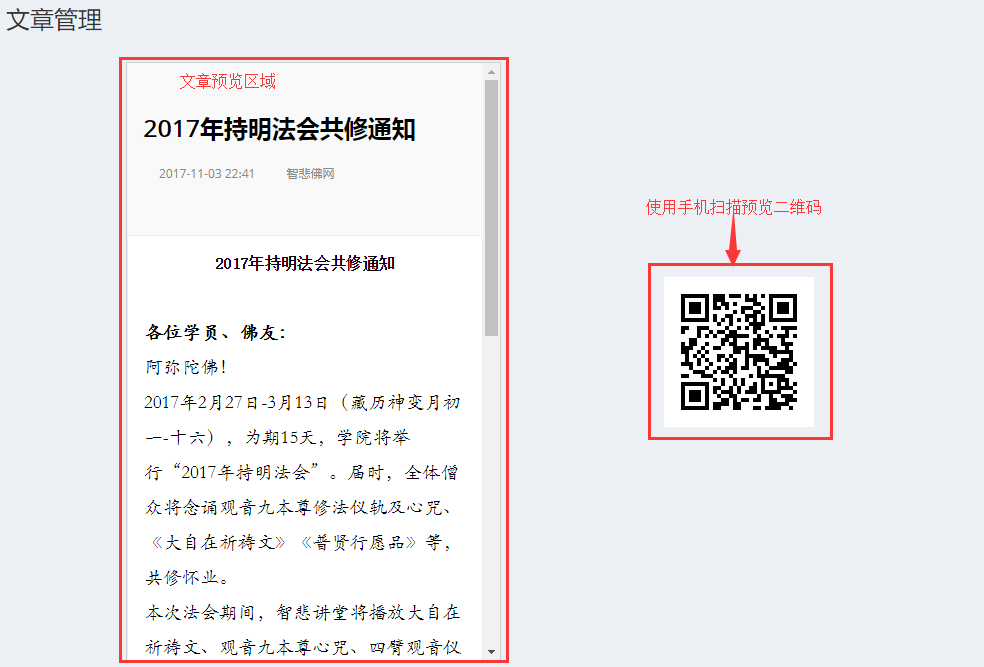 文章管理
文章预览区域
2017年持明法会共修通知
2017-11-03 22:41 智悲佛网
使用手机扫描预览二维码
2017年持明法会共修通知
各位学员、佛友：
阿弥陀佛！
2017年2月27日-3月13日（藏历神变月初
一-十六），为期15天，学院将举
行“2017年持明法会”。届时，全体僧
众将念诵观音九本尊修法仪轨及心咒、
《大自在祈祷文》《普贤行愿品》等，
共修怀业。
本次法会期间，智悲讲堂将播放大自在
祈祷文、观音九本尊心咒、四臂观音仪